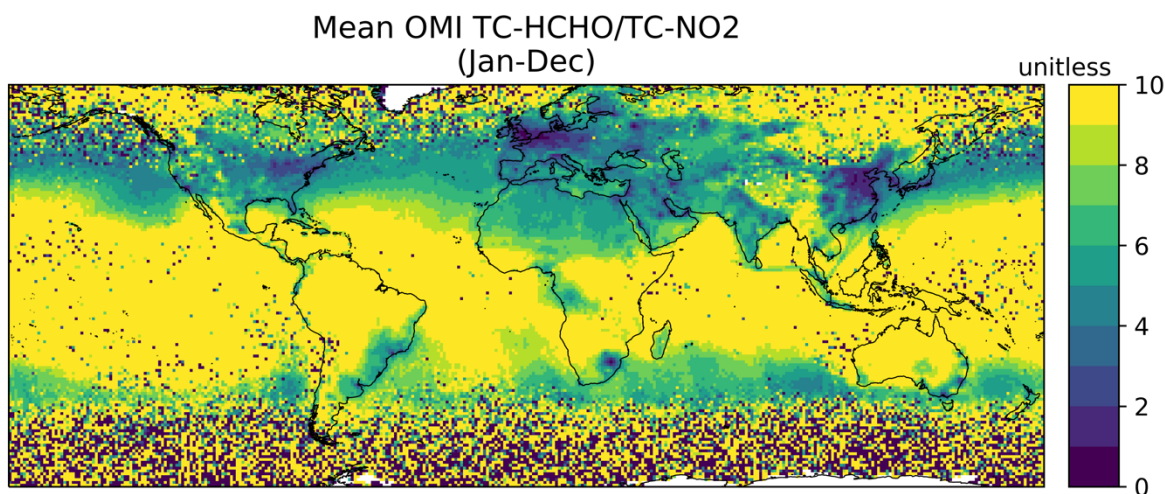 Mean OMI TC-HCHO/TC-NO2
(Jan-Dec)
unitless
10
8
6
4
2
0